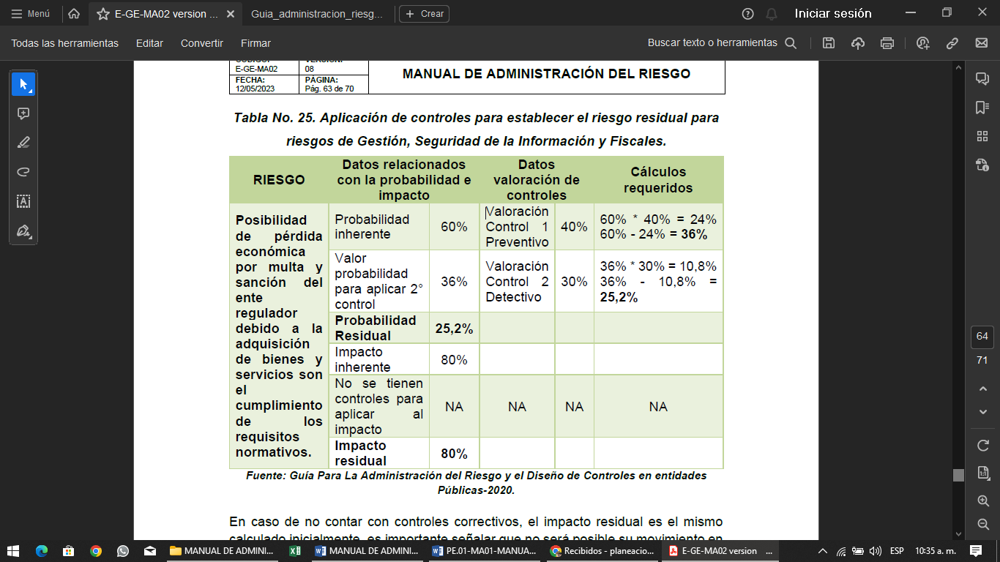 Menú
E-GE-MA02 version ...
Guia_administracion_riesg...
Crear
Iniciar sesión
Todas las herramientas
Editar
Convertir
Firmar
Buscar texto o herramientas
E-GE-MA02
08
FECHA:
12/05/2023
PÁGINA:
Pág. 63 de 70
MANUAL DE ADMINISTRACIÓN DEL RIESGO
Tabla No. 25. Aplicación de controles para establecer el riesgo residual para
riesgos de Gestión, Seguridad de la Información y Fiscales.
RIESGO
Datos relacionados
con la probabilidad e
impacto
Datos
valoración de
controles
Cálculos
requeridos
Posibilidad
de pérdida
económica
por multa y
sanción del
ente
regulador
debido a la
adquisición
de bienes y
servicios son
el
cumplimiento
de los
requisitos
normativos.
Probabilidad
inherente
60%
Valoración
Control 1
Preventivo
40%
60% * 40% = 24%
60% - 24% = 36%
Valor
probabilidad
para aplicar 2°
control
36%
Valoración
Control 2
Detectivo
30%
36% * 30% = 10,8%
36% - 10,8% =
25,2%
Probabilidad
Residual
25,2%
Impacto
inherente
80%
No se tienen
controles para
aplicar al
impacto
NA
NA
NA
NA
Impacto
residual
80%
Fuente: Guía Para La Administración del Riesgo y el Diseño de Controles en entidades
Públicas-2020.
En caso de no contar con controles correctivos, el impacto residual es el mismo
calculado inicialmente, es importante señalar que no será posible su movimiento en
64
71
MANUAL DE ADMINI...
MANUAL DE ADMINI...
PE.01-MA01-MANUA...
Recibidos - planeacio...
E-GE-MA02 version ...
ESP
10:35 a. m.